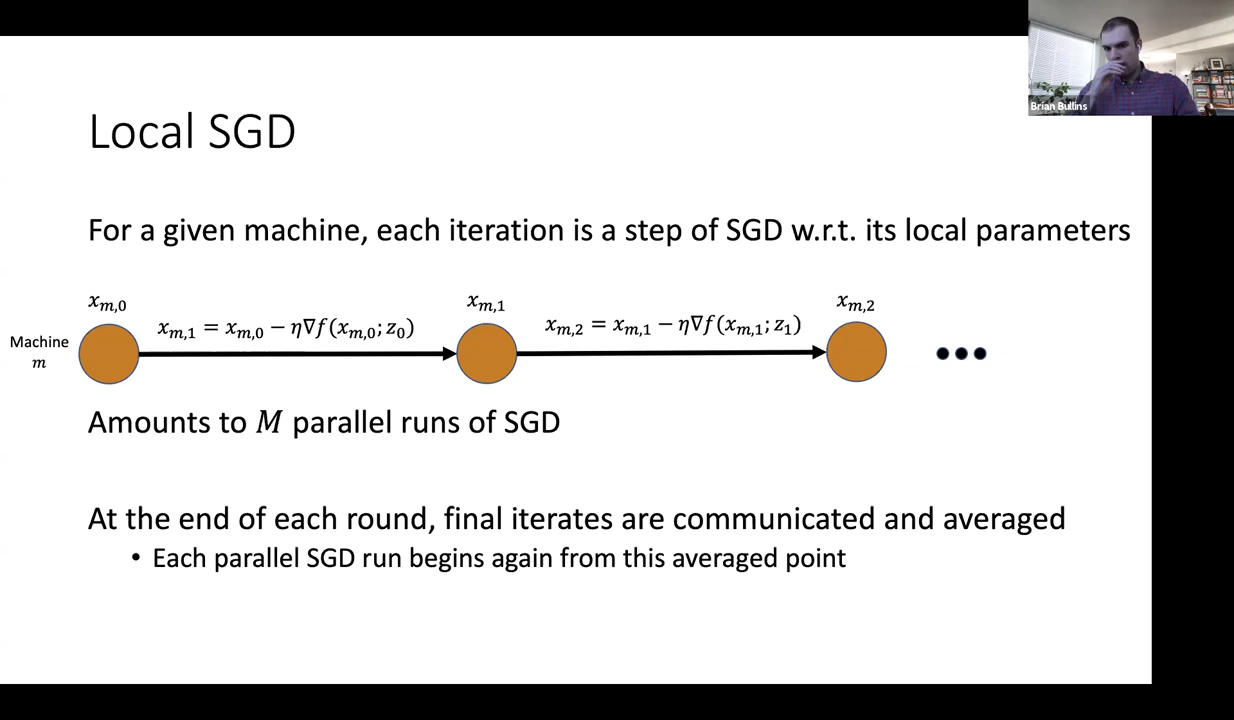 Brian Bullins
Local SGD
For a given machine, each iteration is a step of SGD w.r.t. its local parameters
x_{m,0}
x_{m,1}
x_{m,2}
x_{m,1} = x_{m,0} − η∇f(x_{m,0}; z_0)
x_{m,2} = x_{m,1} − η∇f(x_{m,1}; z_1)
Machine
m
Amounts to M parallel runs of SGD
At the end of each round, final iterates are communicated and averaged
• Each parallel SGD run begins again from this averaged point